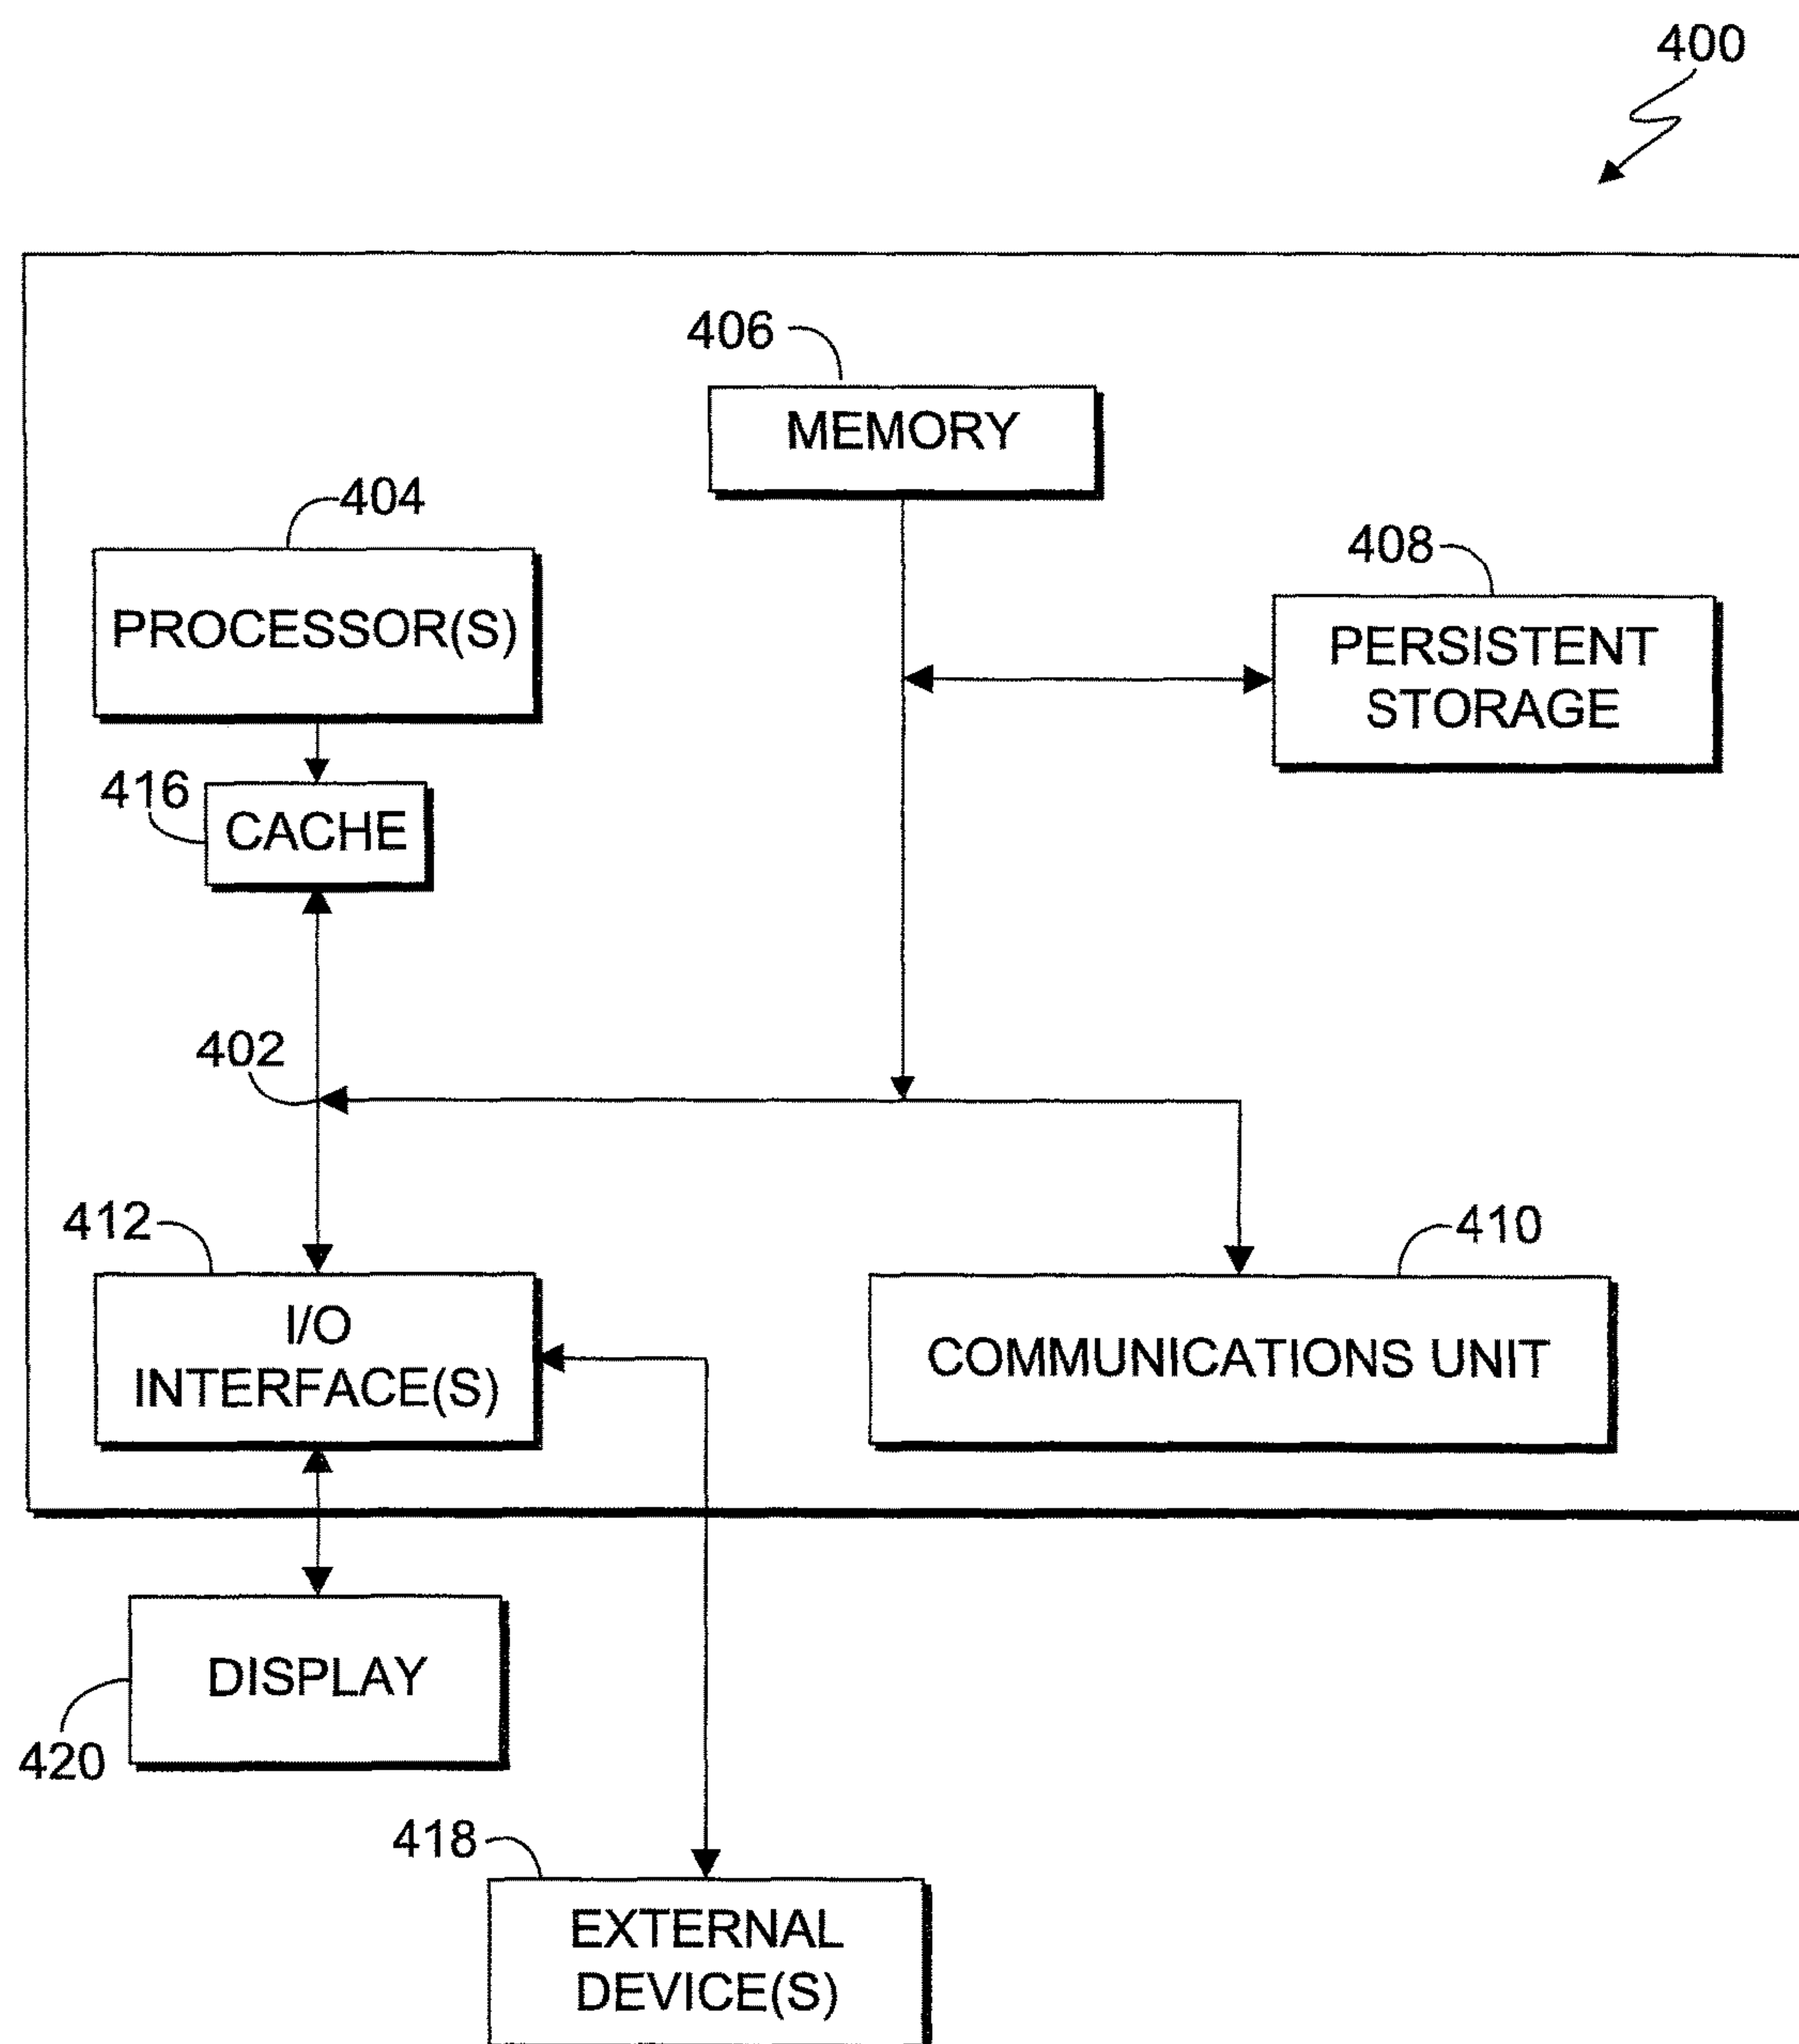 400
406
MEMORY
404
408
PROCESSOR(S)
PERSISTENT
STORAGE
416
CACHE
402
412
410
I/O
INTERFACE(S)
COMMUNICATIONS UNIT
DISPLAY
420
418
EXTERNAL
DEVICE(S)